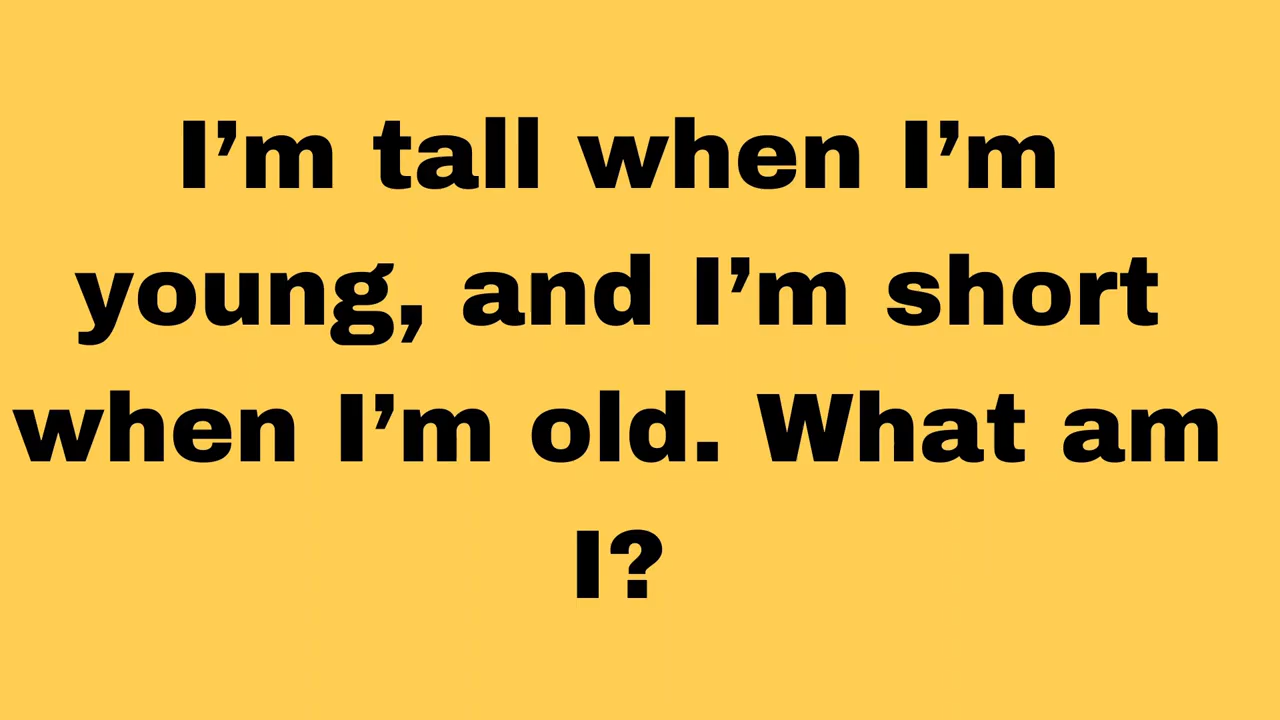 I’m tall when I’m
young, and I’m short
when I’m old. What am
I?